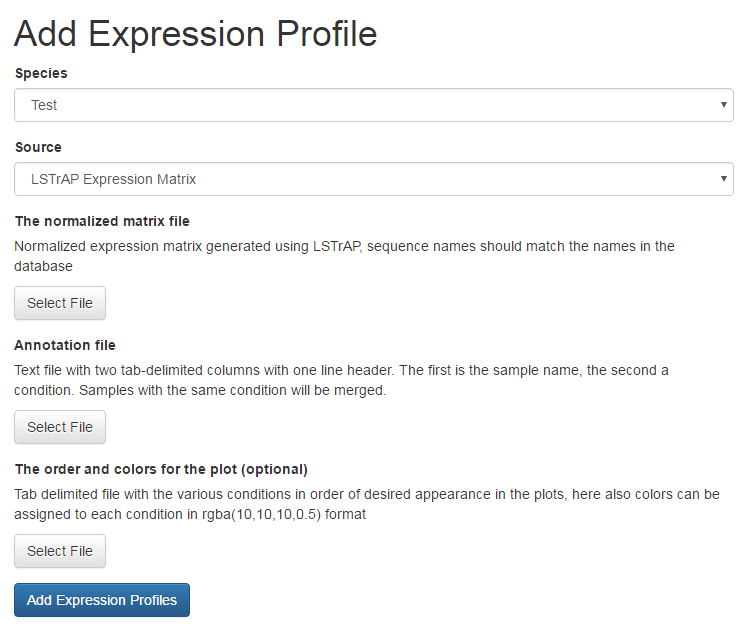 Add Expression Profile
Species
Test
Source
LSTrAP Expression Matrix
The normalized matrix file
Normalized expression matrix generated using LSTrAP, sequence names should match the names in the
database
Select File
Annotation file
Text file with two tab-delimited columns with one line header. The first is the sample name, the second a
condition. Samples with the same condition will be merged.
Select File
The order and colors for the plot (optional)
Tab delimited file with the various conditions in order of desired appearance in the plots, here also colors can be
assigned to each condition in rgba(10,10,10,0.5) format
Select File
Add Expression Profiles